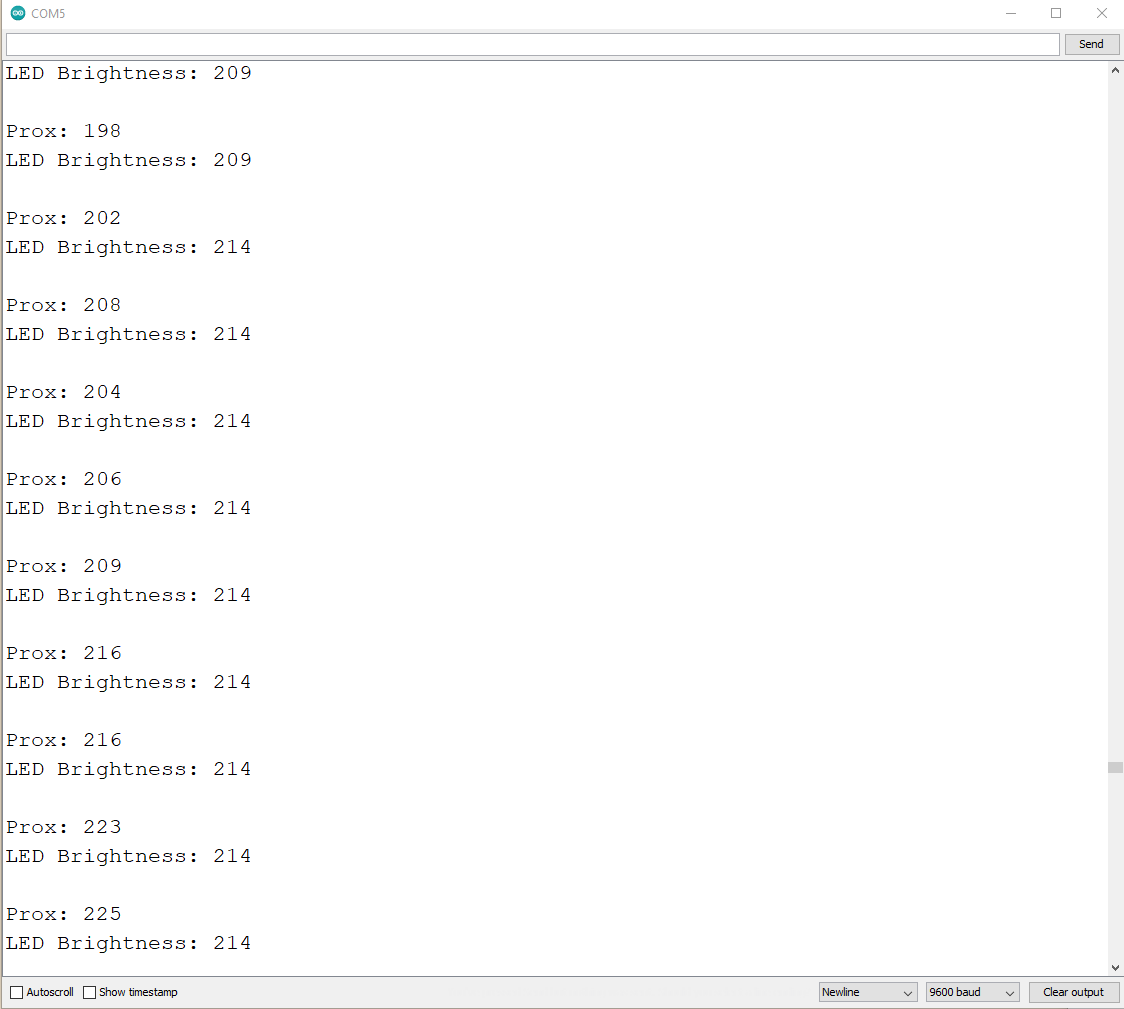 COM5
Send
LED Brightness: 209
Prox: 198
LED Brightness: 209
Prox: 202
LED Brightness: 214
Prox: 208
LED Brightness: 214
Prox: 204
LED Brightness: 214
Prox: 206
LED Brightness: 214
Prox: 209
LED Brightness: 214
Prox: 216
LED Brightness: 214
Prox: 216
LED Brightness: 214
Prox: 223
LED Brightness: 214
Prox: 225
LED Brightness: 214
Autoscroll Show timestamp Newline 9600 baud Clear output